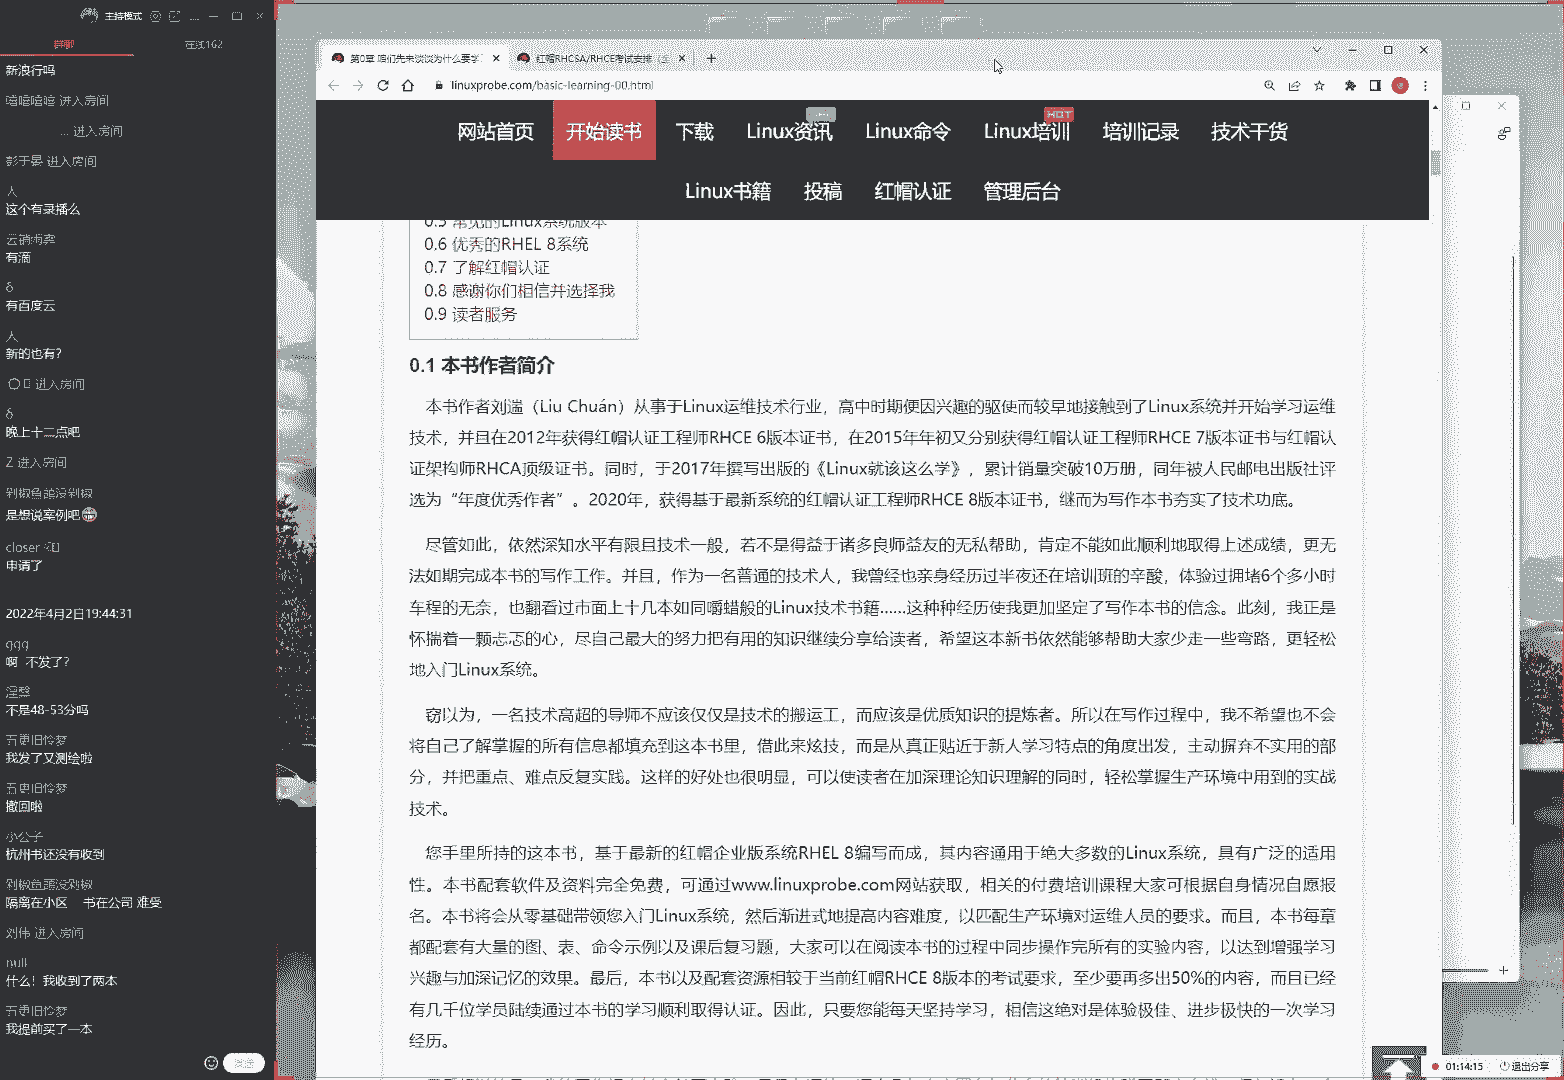 主持模式
群聊
在线162
新浪行吗
嘻嘻嘻嘻 进入房间
... 进入房间
彭于晏 进入房间
人
这个有录播么
有滴
δ
有百度云
人
新的也有？
进入房间
δ
晚上十二点吧
Z 进入房间
剁椒鱼头没剁椒
是想说案例吧
closer
申请了
2022年4月2日19:44:31
ggg
啊 不发了？
涅槃
不是48-53分吗
五更旧怜梦
我发了又测绘啦
五更旧怜梦
撤回啦
小公子
杭州书还没有收到
剁椒鱼头没剁椒
隔离在小区 书在公司 难受
刘伟 进入房间
null
什么！我收到了两本
五更旧怜梦
我提前买了一本
发送
第0章 咱们先来谈谈为什么要学
红帽RHCSA/RHCE考试安排
linuxprobe.com/basic-learning-00.html
网站首页
开始读书
下载
Linux资讯
Linux命令
HOT
Linux培训
培训记录
技术干货
Linux书籍
投稿
红帽认证
管理后台
0.5 常见的Linux系统版本
0.6 优秀的RHEL 8系统
0.7 了解红帽认证
0.8 感谢你们相信并选择我
0.9 读者服务
0.1 本书作者简介
本书作者刘遄（Liu Chuán）从事于Linux运维技术行业，高中时期便因兴趣的驱使而较早地接触到了Linux系统并开始学习运维
技术，并且在2012年获得红帽认证工程师RHCE 6版本证书，在2015年年初又分别获得红帽认证工程师RHCE 7版本证书与红帽认
证架构师RHCA顶级证书。同时，于2017年撰写出版的《Linux就该这么学》，累计销量突破10万册，同年被人民邮电出版社评
选为“年度优秀作者”。2020年，获得基于最新系统的红帽认证工程师RHCE 8版本证书，继而为写作本书夯实了技术功底。
尽管如此，依然深知水平有限且技术一般，若不是得益于诸多良师益友的无私帮助，肯定不能如此顺利地取得上述成绩，更无
法如期完成本书的写作工作。并且，作为一名普通的技术人，我曾经也亲身经历过半夜还在培训班的辛酸，体验过拥堵6个多小时
车程的无奈，也翻看过市面上十几本如同嚼蜡般的Linux技术书籍……这种种经历使我更加坚定了写作本书的信念。此刻，我正是
怀揣着一颗忐忑的心，尽自己最大的努力把有用的知识继续分享给读者，希望这本新书依然能够帮助大家少走一些弯路，更轻松
地入门Linux系统。
窃以为，一名技术高超的导师不应该仅仅是技术的搬运工，而应该是优质知识的提炼者。所以在写作过程中，我不希望也不会
将自己了解掌握的所有信息都填充到这本书里，借此来炫技，而是从真正贴近于新人学习特点的角度出发，主动摒弃不实用的部
分，并把重点、难点反复实践。这样的好处也很明显，可以使读者在加深理论知识理解的同时，轻松掌握生产环境中用到的实战
技术。
您手里所持的这本书，基于最新的红帽企业版系统RHEL 8编写而成，其内容通用于绝大多数的Linux系统，具有广泛的适用
性。本书配套软件及资料完全免费，可通过www.linuxprobe.com网站获取，相关的付费培训课程大家可根据自身情况自愿报
名。本书将会从零基础带领您入门Linux系统，然后渐进式地提高内容难度，以匹配生产环境对运维人员的要求。而且，本书每章
都配套有大量的图、表、命令示例以及课后复习题，大家可以在阅读本书的过程中同步操作完所有的实验内容，以达到增强学习
兴趣与加深记忆的效果。最后，本书以及配套资源相较于当前红帽RHCE 8版本的考试要求，至少要再多出50%的内容，而且已经
有几千位学员陆续通过本书的学习顺利取得认证。因此，只要您能每天坚持学习，相信这绝对是体验极佳、进步极快的一次学习
经历。
01:14:15
退出分享